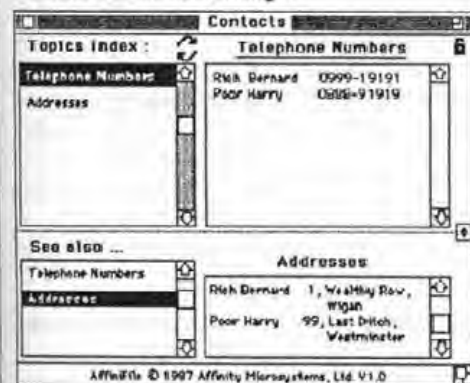 Contacts
Topics Index :
Telephone Numbers
Addresses
Telephone Numbers
Rich Bernard 0999-19191
Poor Harry 0898-91919
See also ...
Telephone Numbers
Addresses
Addresses
Rich Bernard 1, Wealthy Row,
Wigan
Poor Harry 99, Last Ditch,
Westminster
AffiniFile © 1987 Affinity Microsystems, Ltd. V1.0